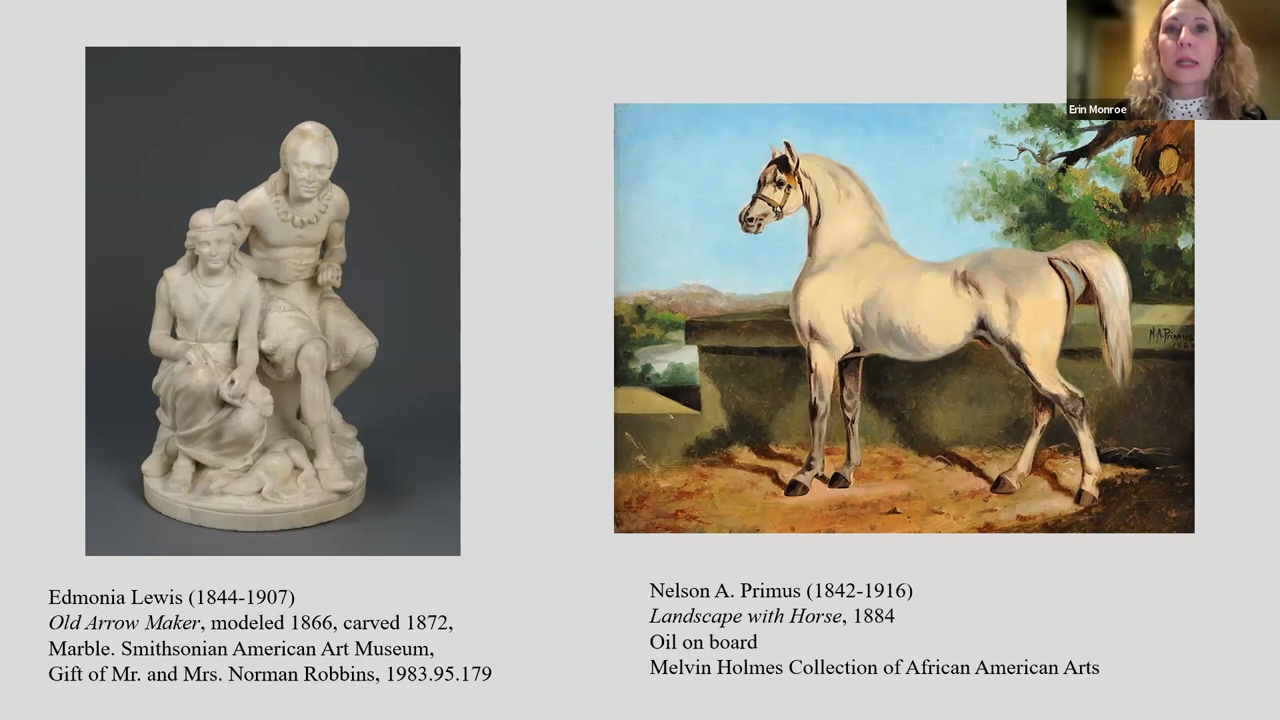 Erin Monroe
N.A.Primus
Edmonia Lewis (1844-1907)
Old Arrow Maker, modeled 1866, carved 1872,
Marble. Smithsonian American Art Museum,
Gift of Mr. and Mrs. Norman Robbins, 1983.95.179
Nelson A. Primus (1842-1916)
Landscape with Horse, 1884
Oil on board
Melvin Holmes Collection of African American Arts